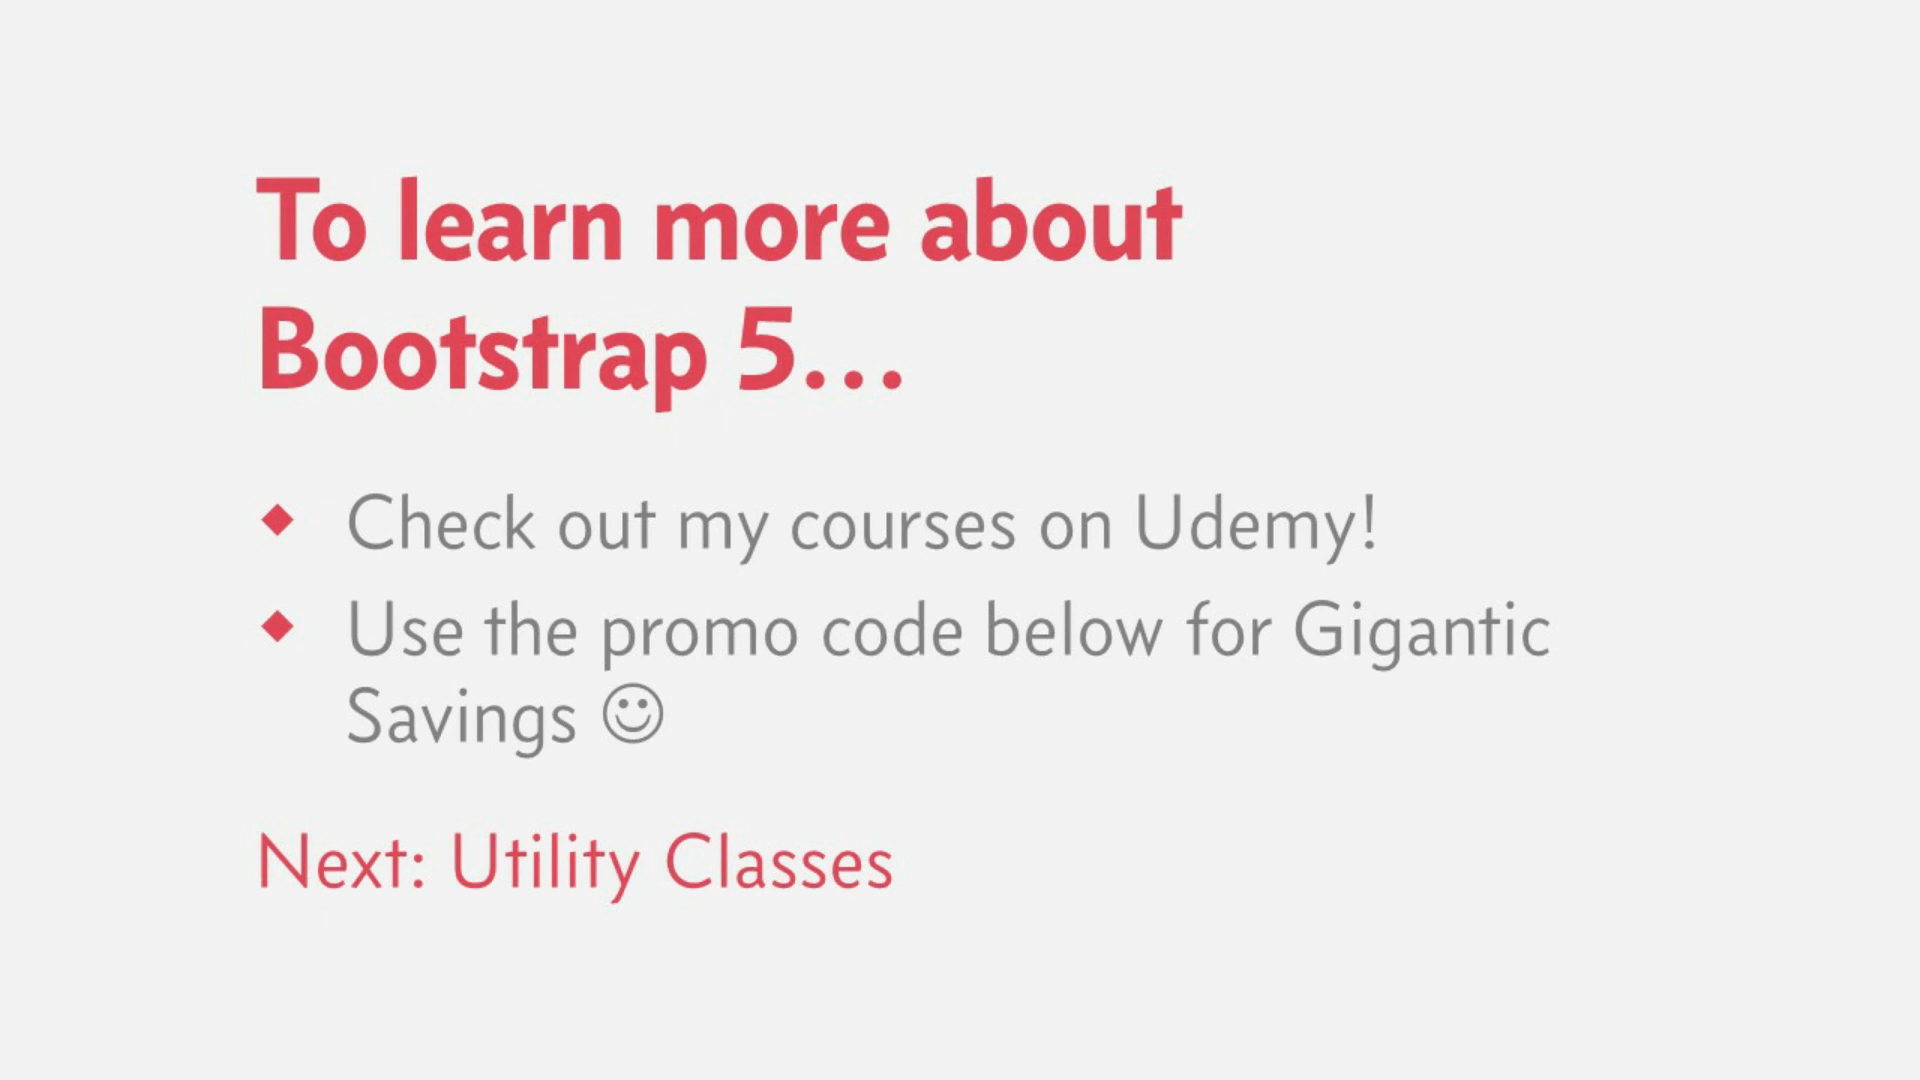 To learn more about
Bootstrap 5...
Check out my courses on Udemy!
Use the promo code below for Gigantic
Savings ☺
Next: Utility Classes